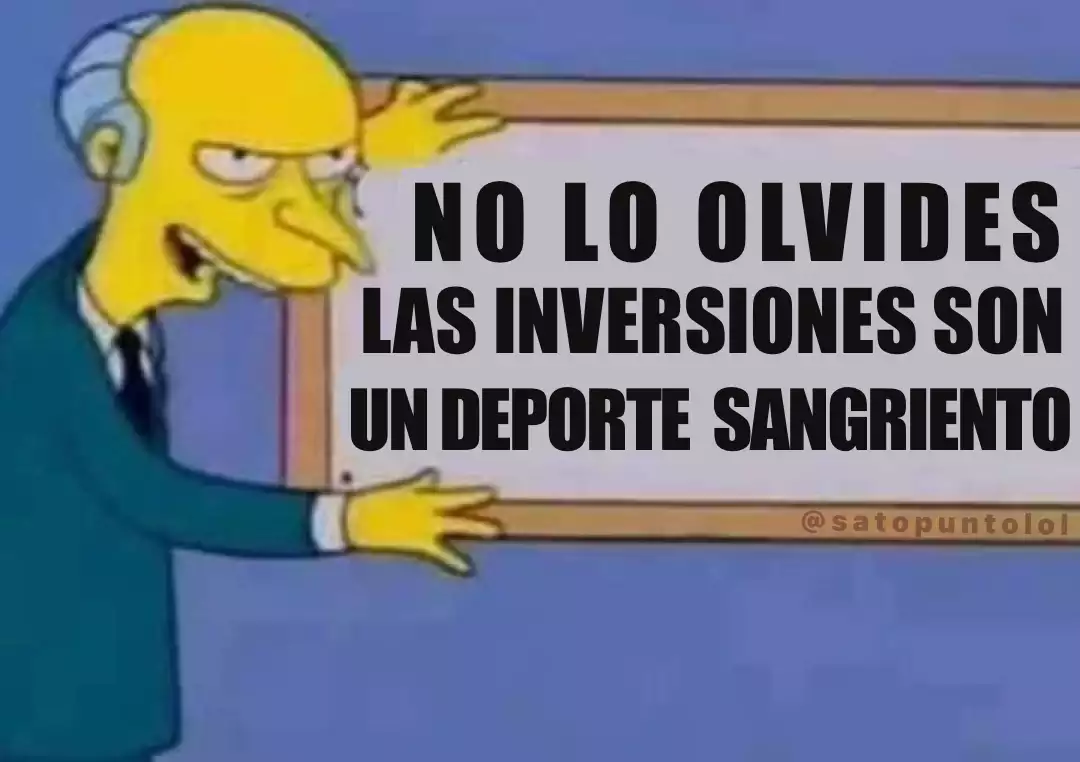 NO LO OLVIDES
LAS INVERSIONES SON
UN DEPORTE SANGRIENTO
@satopuntolol